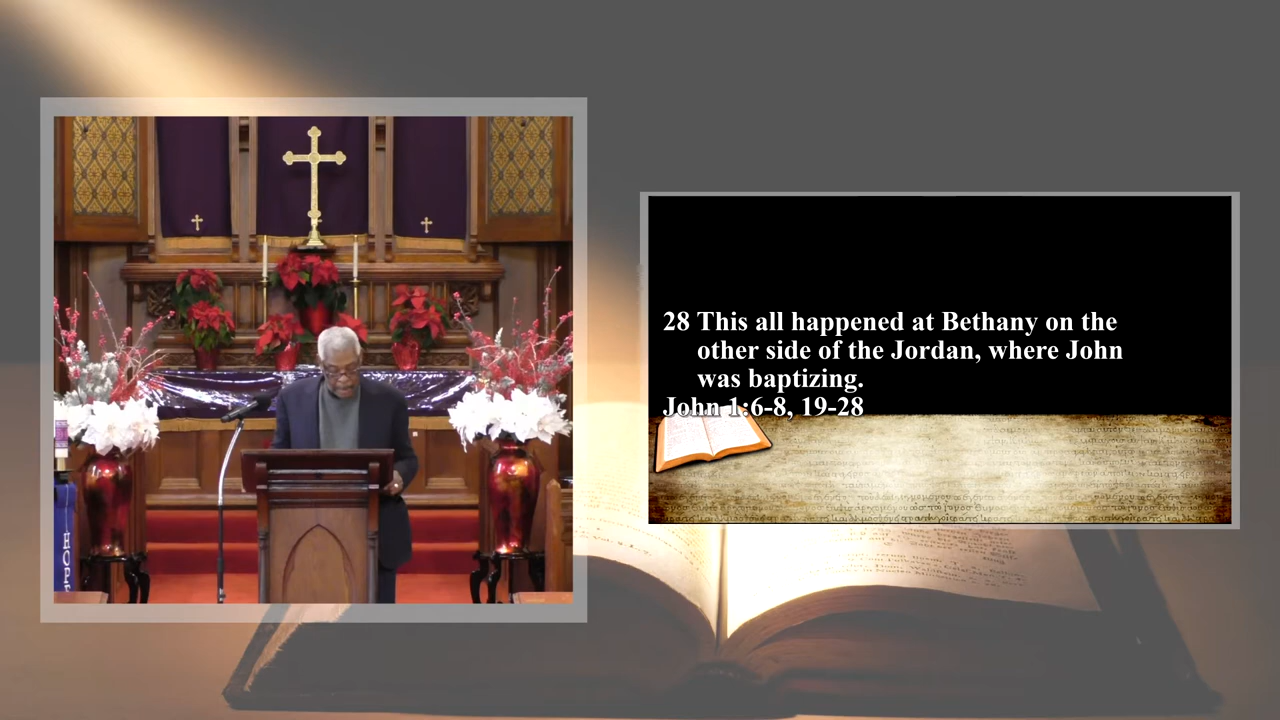 28 This all happened at Bethany on the
other side of the Jordan, where John
was baptizing.
John 1:6-8, 19-28
HOPE